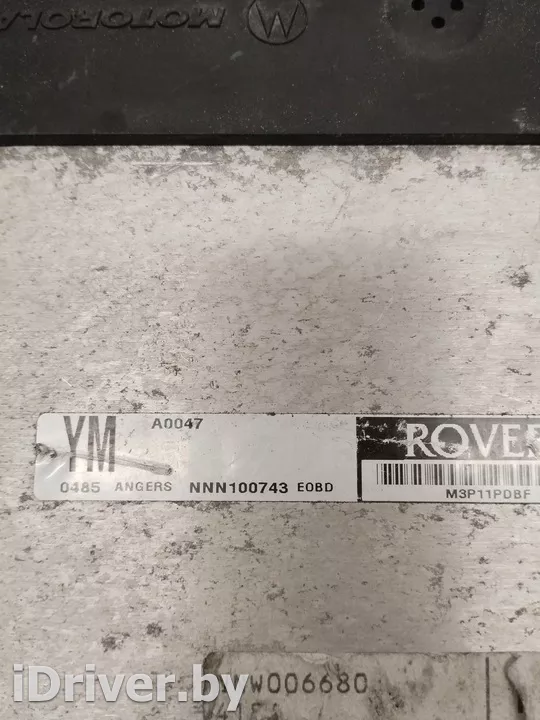 MOTOROLA
YM
A0047
ROVER
0485 ANGERS NNN100743 EOBD
M3P11PDBF
W006680
iDriver.by